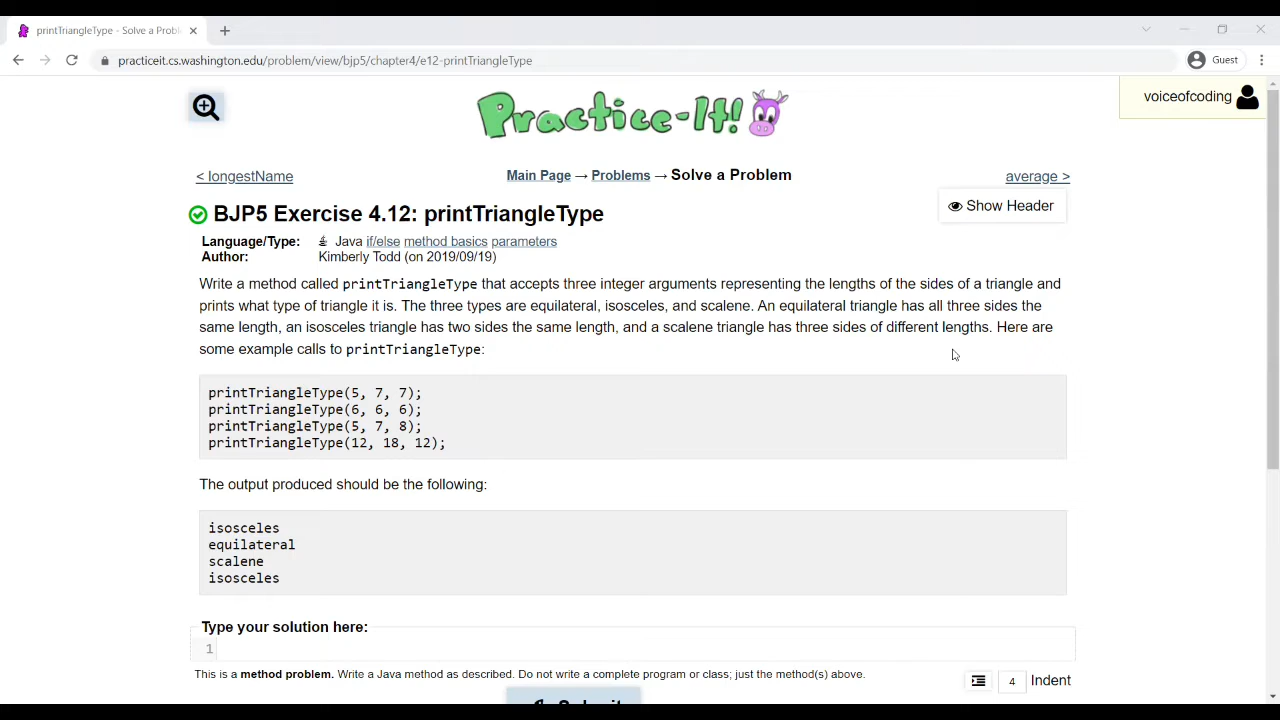 printTriangleType - Solve a Probl
practiceit.cs.washington.edu/problem/view/bjp5/chapter4/e12-printTriangleType
Guest
Practice-It!
voiceofcoding
< longestName
Main Page → Problems → Solve a Problem
average >
BJP5 Exercise 4.12: printTriangleType
Show Header
Language/Type: Java if/else method basics parameters
Author: Kimberly Todd (on 2019/09/19)
Write a method called printTriangleType that accepts three integer arguments representing the lengths of the sides of a triangle and
prints what type of triangle it is. The three types are equilateral, isosceles, and scalene. An equilateral triangle has all three sides the
same length, an isosceles triangle has two sides the same length, and a scalene triangle has three sides of different lengths. Here are
some example calls to printTriangleType:
printTriangleType(5, 7, 7);
printTriangleType(6, 6, 6);
printTriangleType(5, 7, 8);
printTriangleType(12, 18, 12);
The output produced should be the following:
isosceles
equilateral
scalene
isosceles
Type your solution here:
1
This is a method problem. Write a Java method as described. Do not write a complete program or class; just the method(s) above.
4 Indent